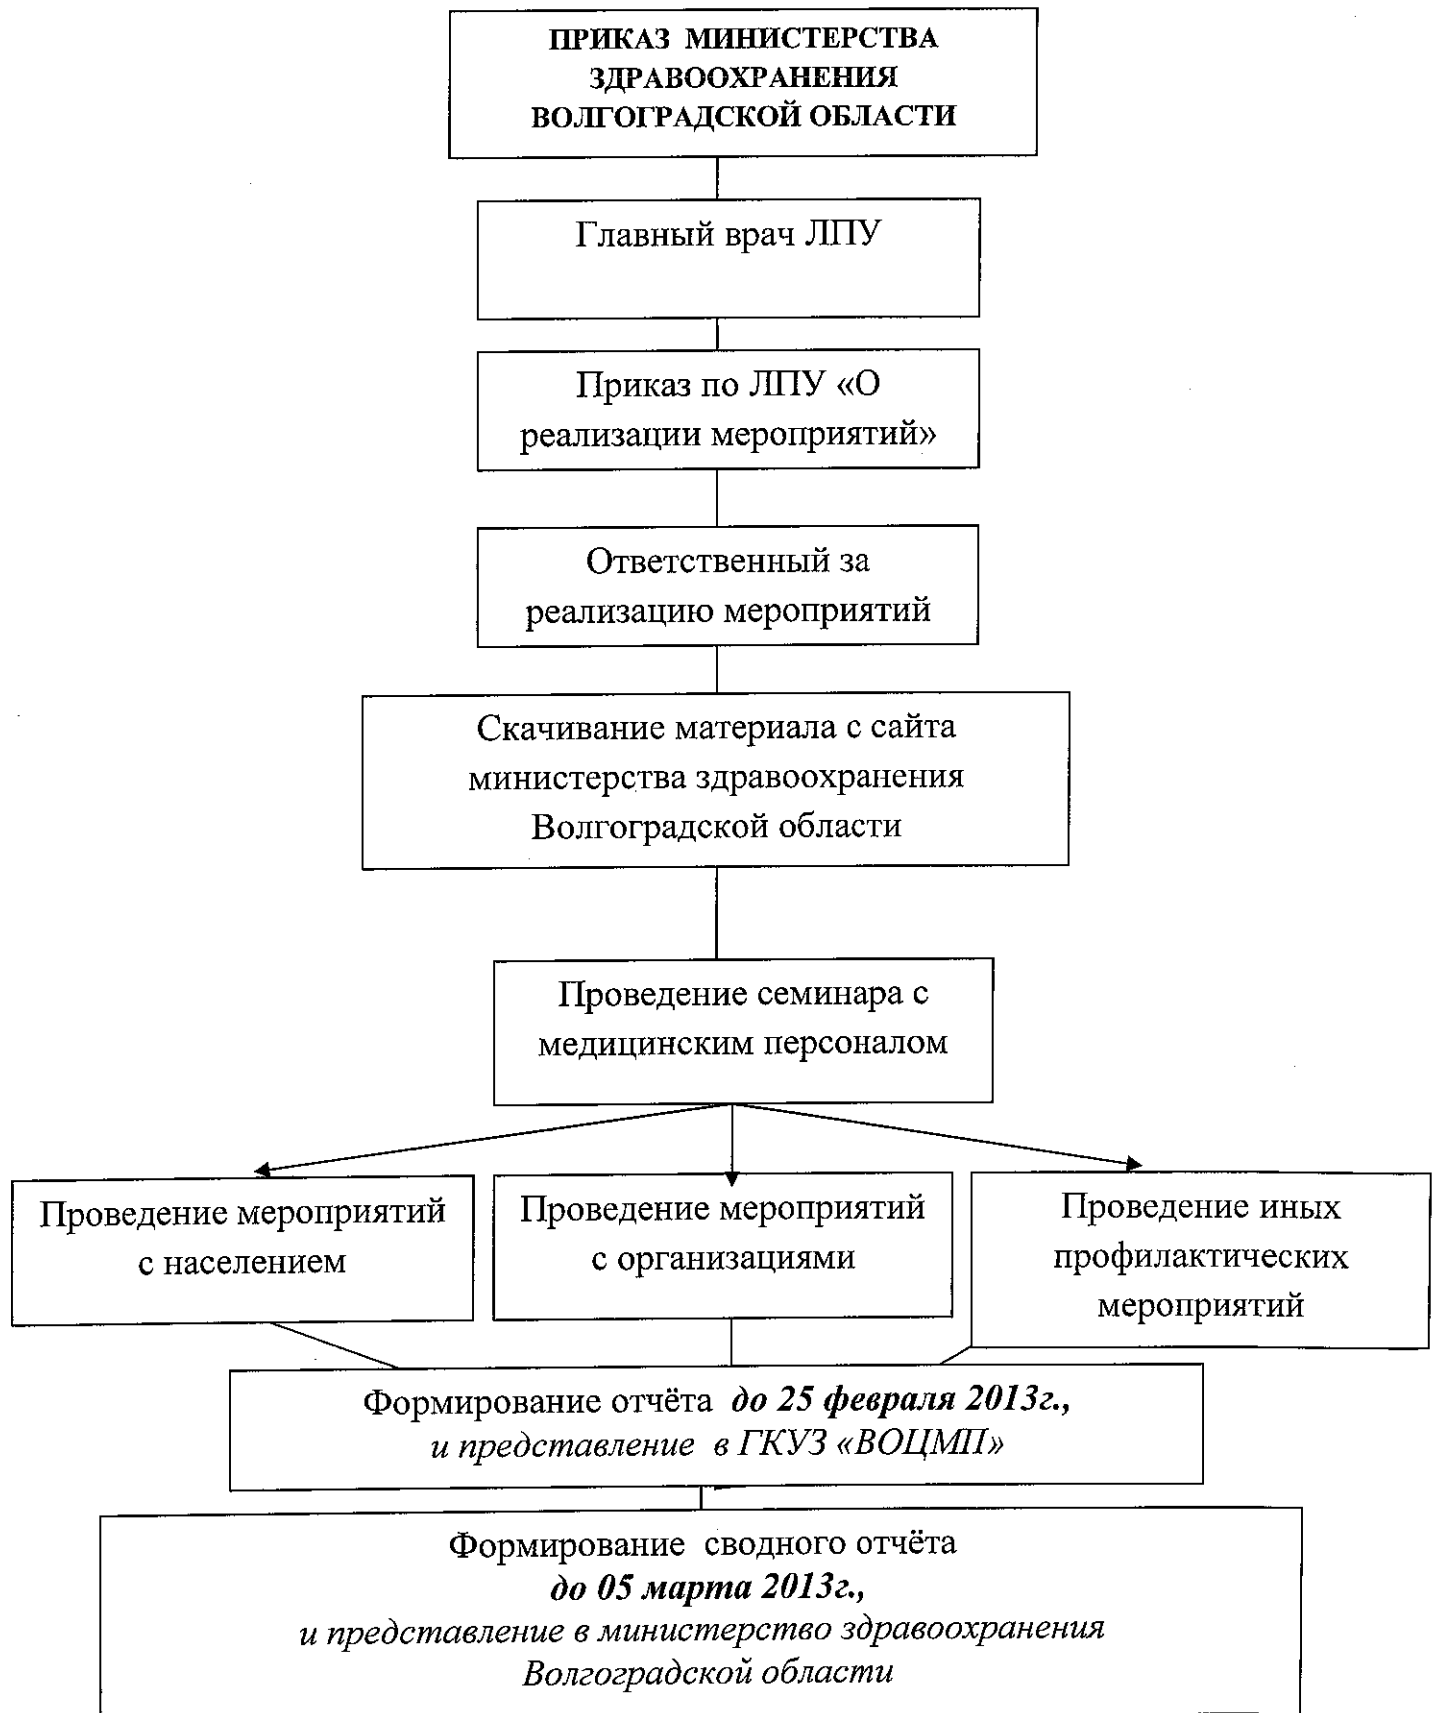 ПРИКАЗ МИНИСТЕРСТВА
ЗДРАВООХРАНЕНИЯ
ВОЛГОГРАДСКОЙ ОБЛАСТИ
Главный врач ЛПУ
Приказ по ЛПУ «О
реализации мероприятий»
Ответственный за
реализацию мероприятий
Скачивание материала с сайта
министерства здравоохранения
Волгоградской области
Проведение семинара с
медицинским персоналом
Проведение мероприятий
с населением
Проведение мероприятий
с организациями
Проведение иных
профилактических
мероприятий
Формирование отчёта до 25 февраля 2013г.,
и представление в ГКУЗ «ВОЦМП»
Формирование сводного отчёта
до 05 марта 2013г.,
и представление в министерство здравоохранения
Волгоградской области